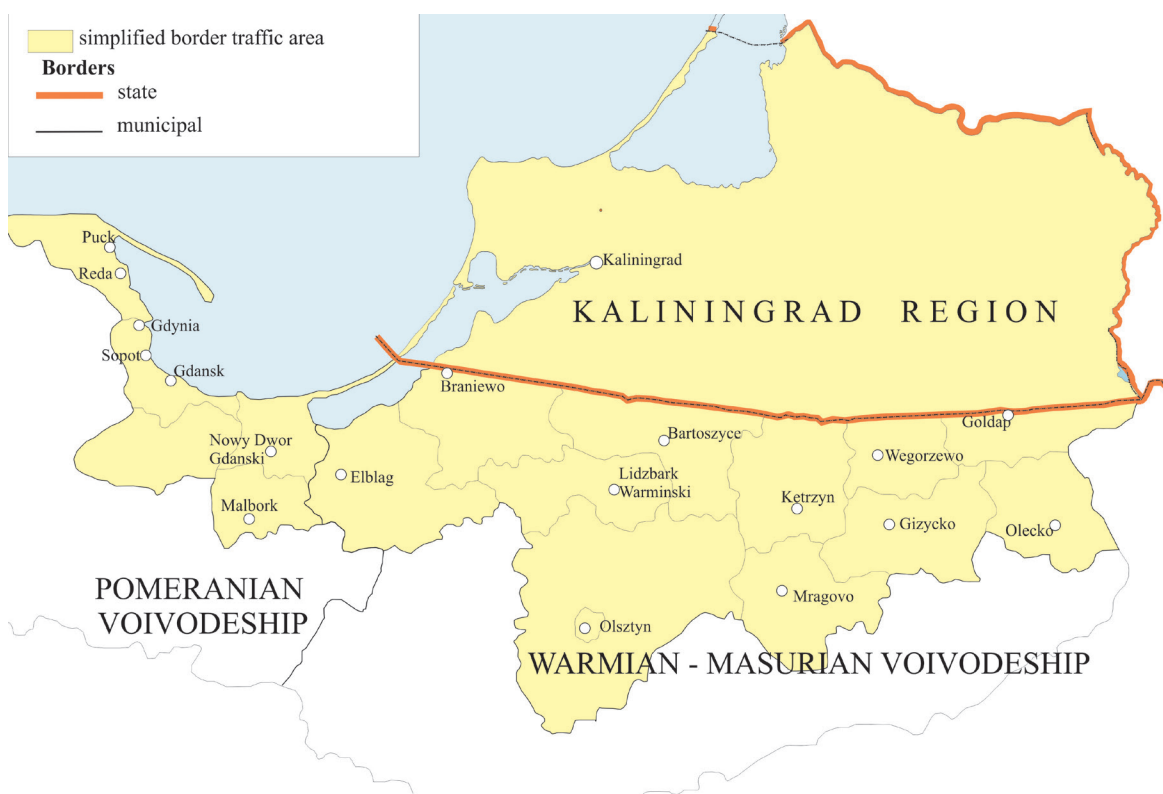 simplified border traffic area
Borders
state
municipal
Puck
Reda
Gdynia
Sopot
Gdansk
Kaliningrad
KALININGRAD REGION
Braniewo
Goldap
Nowy Dwor
Gdanski
Elblag
Malbork
Bartoszyce
Lidzbark
Warminski
Wegorzewo
Kętrzyn
Gizycko
Olecko
POMERANIAN
VOIVODESHIP
Mragovo
Olsztyn
WARMIAN - MASURIAN VOIVODESHIP